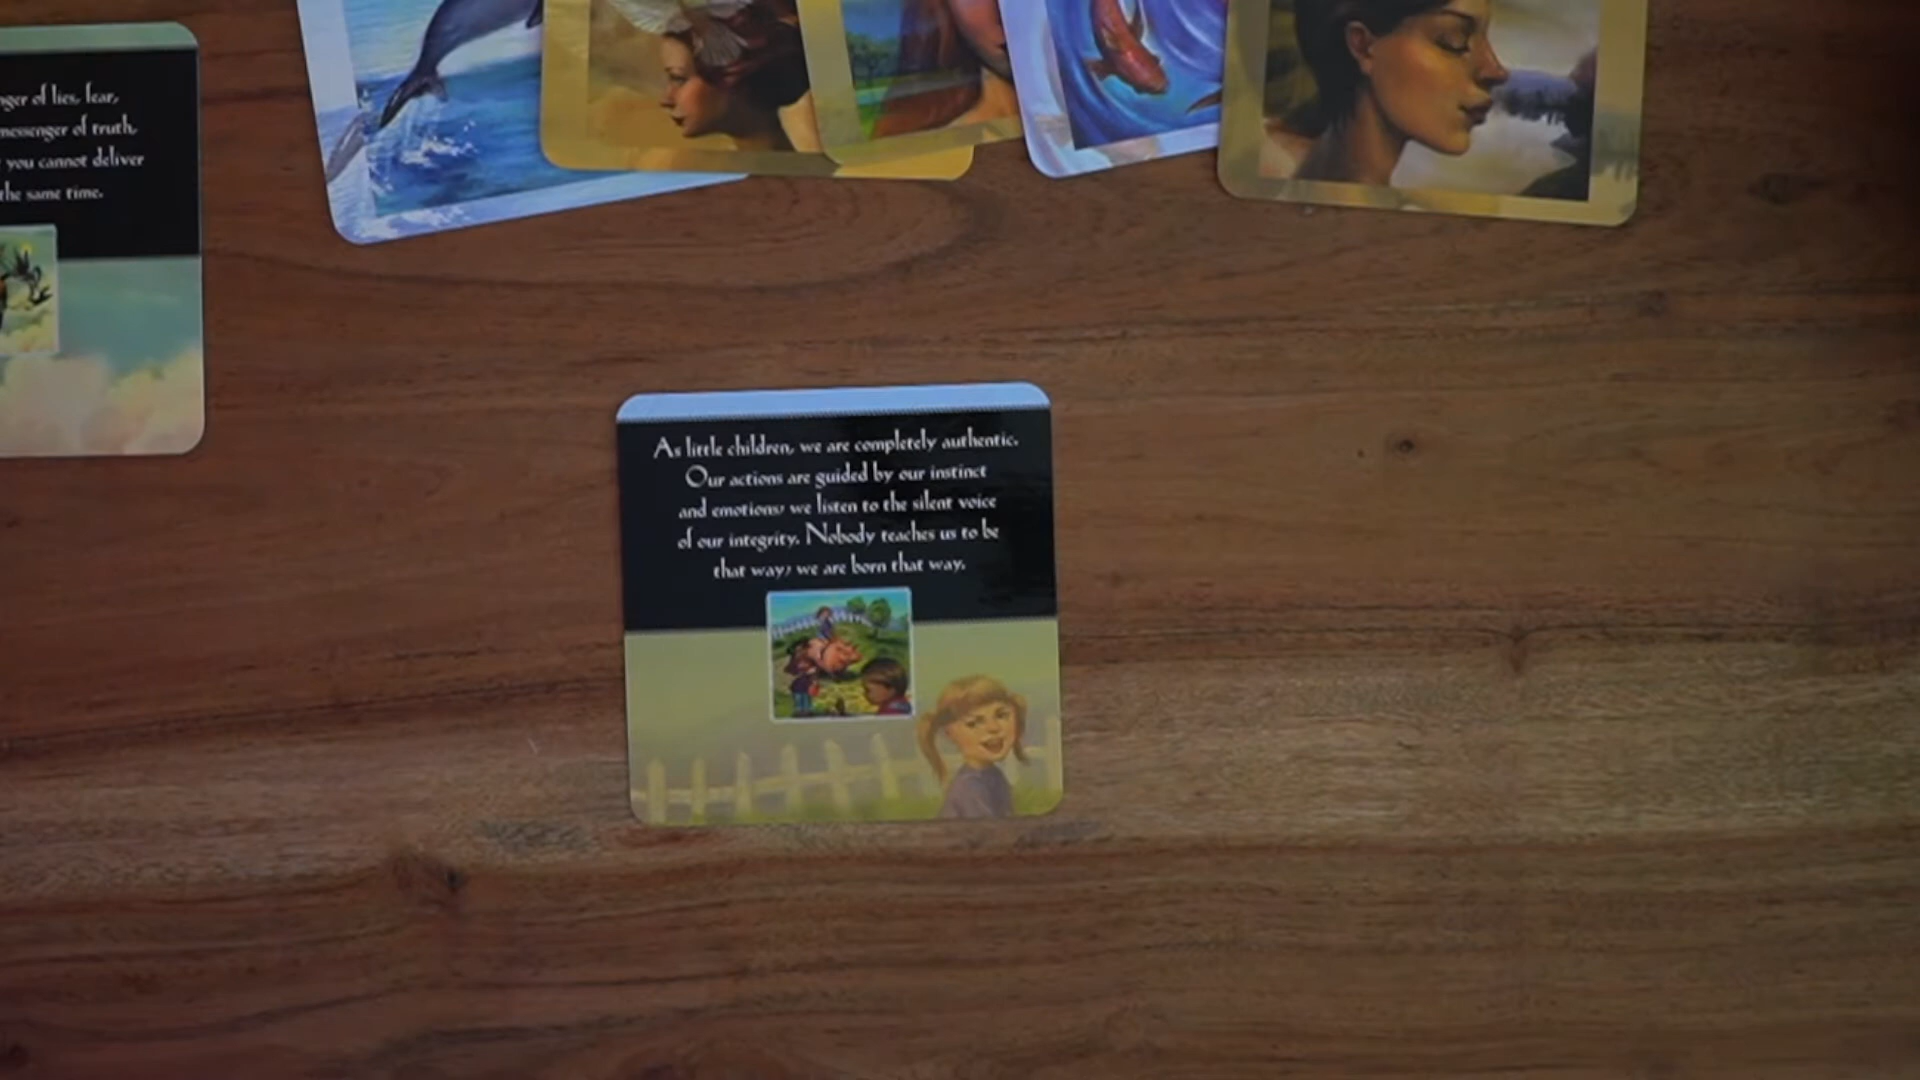 of lies, fear,
messenger of truth,
you cannot deliver
the same time.
As little children, we are completely authentic.
Our actions are guided by our instinct
and emotions; we listen to the silent voice
of our integrity. Nobody teaches us to be
that way; we are born that way.